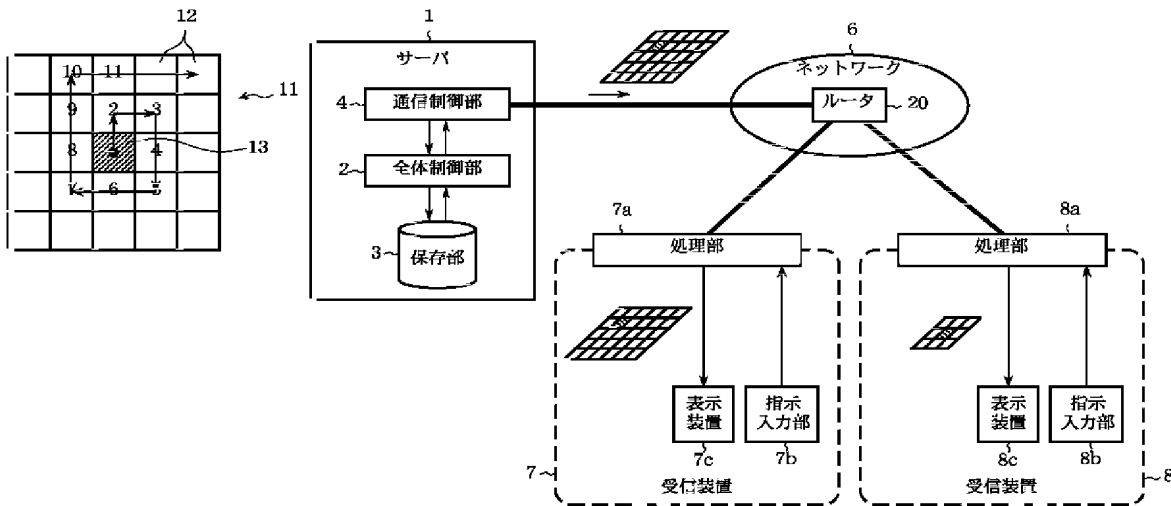 12
10 11
9 2 3
8 4
6 5
11
13
1
サーバ
4 通信制御部
2 全体制御部
3 保存部
6
ネットワーク
ルータ 20
7a
処理部
表示
装置
7c
指示
入力部
7b
7
受信装置
8a
処理部
表示
装置
8c
指示
入力部
8b
8
受信装置